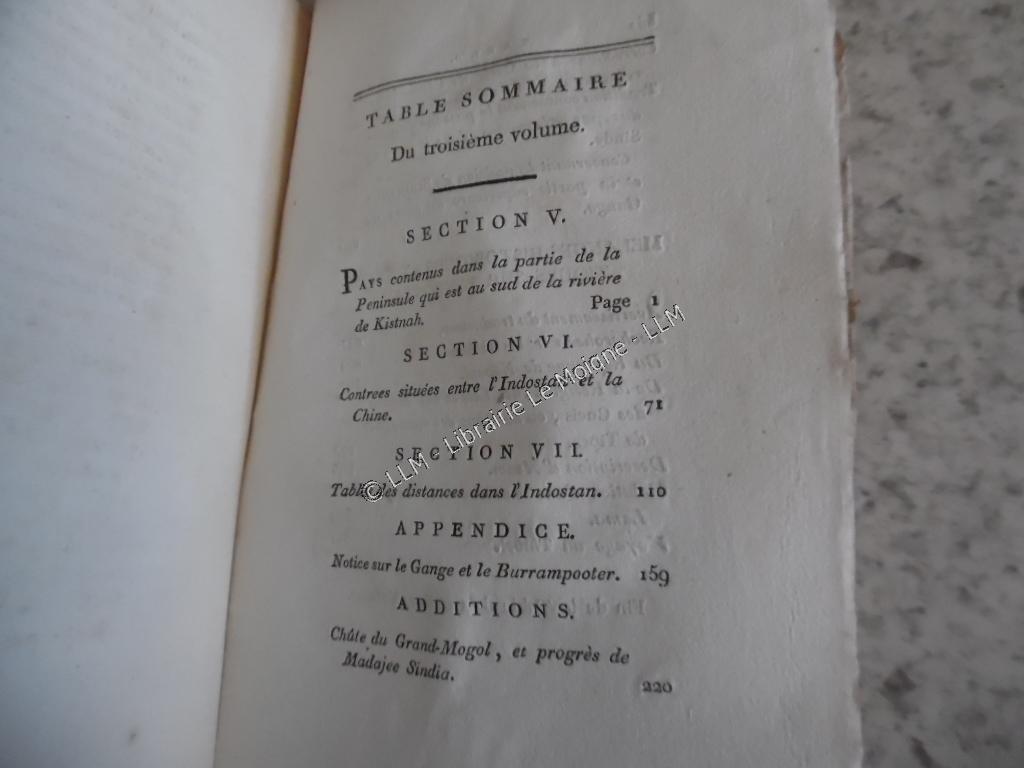 TABLE SOMMAIRE
Du troisième volume.
SECTION V.
PAYS contenus dans la partie de la
Peninsule qui est au sud de la rivière
de Kistnah. Page 1
SECTION VI.
Contrees situées entre l'Indostan et la
Chine. 71
SECTION VII.
Table des distances dans l'Indostan. 110
APPENDICE.
Notice sur le Gange et le Burrampooter. 159
ADDITIONS.
Chûte du Grand-Mogol, et progrès de
Madajee Sindia. 220
© LLM - Librairie Le Moigne - LLM